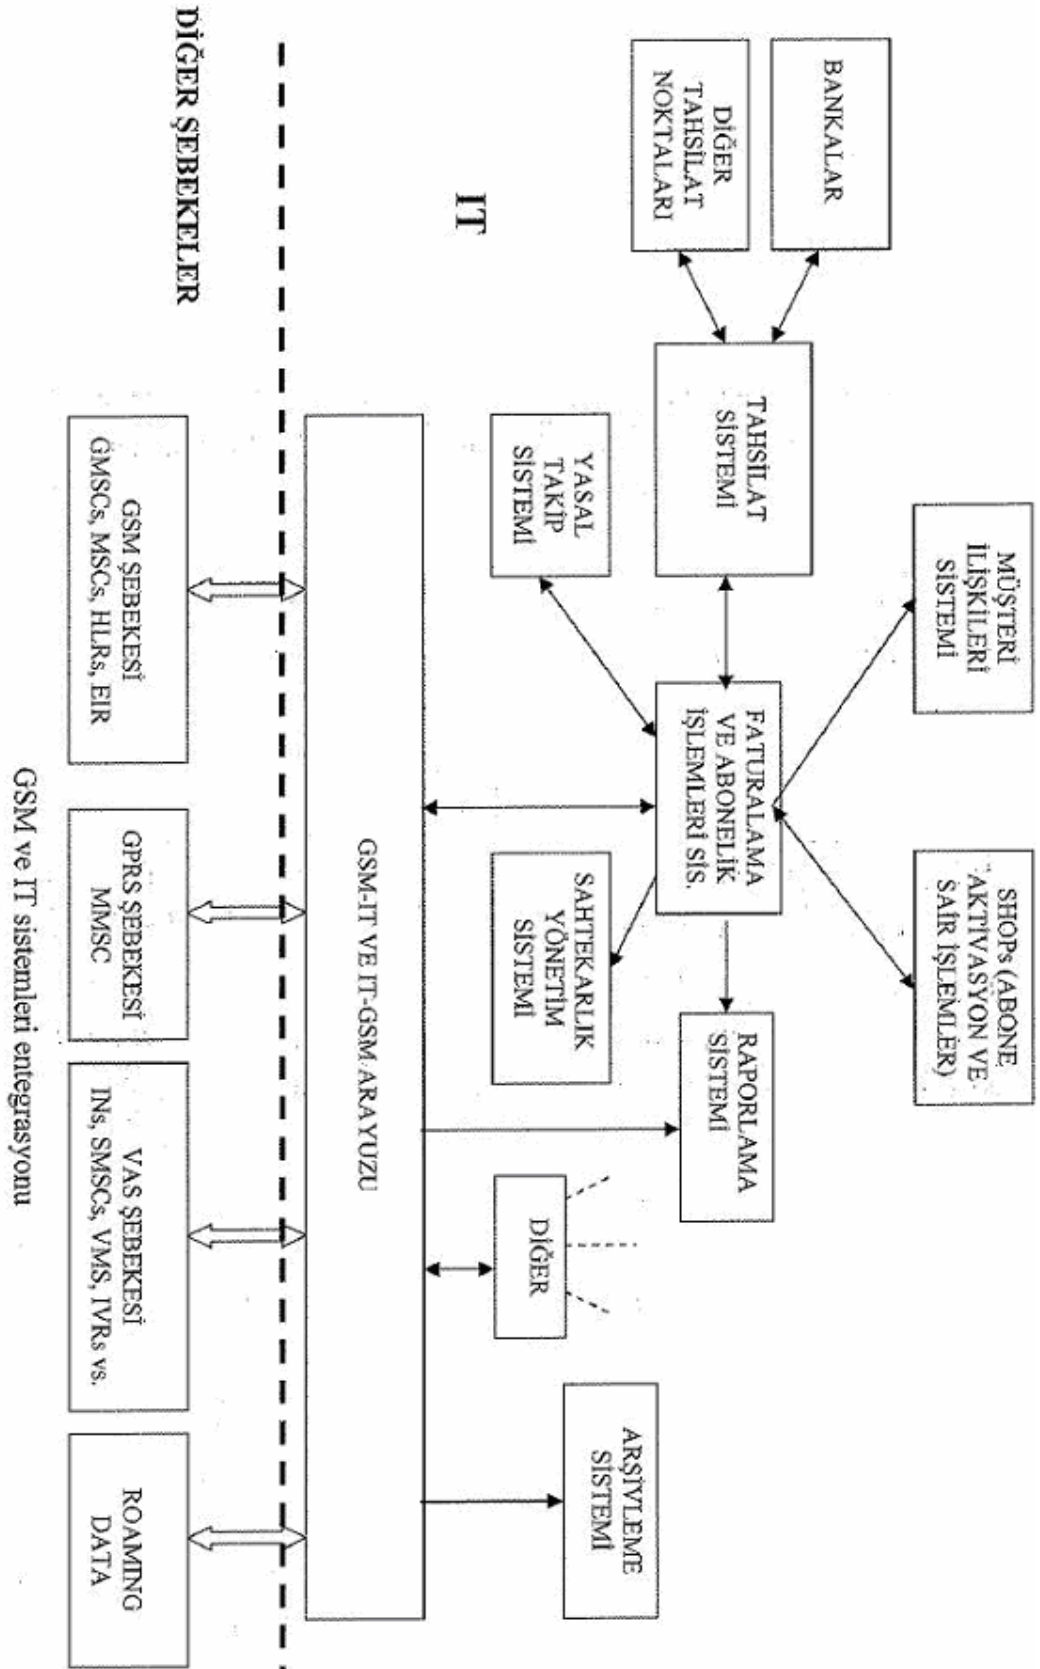 MÜŞTERİ
İLİŞKİLERİ
SİSTEMİ
SHOPs (ABONE
AKTİVASYON VE
SAİR İŞLEMLER)
BANKALAR
DİĞER
TAHSİLAT
NOKTALARI
TAHSİLAT
SİSTEMİ
FATURALAMA
VE ABONELİK
İŞLEMLERİ SİS.
RAPORLAMA
SİSTEMİ
ARŞİVLEME
SİSTEMİ
IT
YASAL
TAKİP
SİSTEMİ
SAHTEKARLIK
YÖNETİM
SİSTEMİ
DİĞER
GSM-IT VE IT-GSM ARAYUZU
DİĞER ŞEBEKELER
GSM ŞEBEKESİ
GMSCs, MSCs, HLRs, EIR
GPRS ŞEBEKESİ
MMSC
VAS ŞEBEKESİ
INs, SMSCs, VMS, IVRs vs.
ROAMING
DATA
GSM ve IT sistemleri entegrasyonu